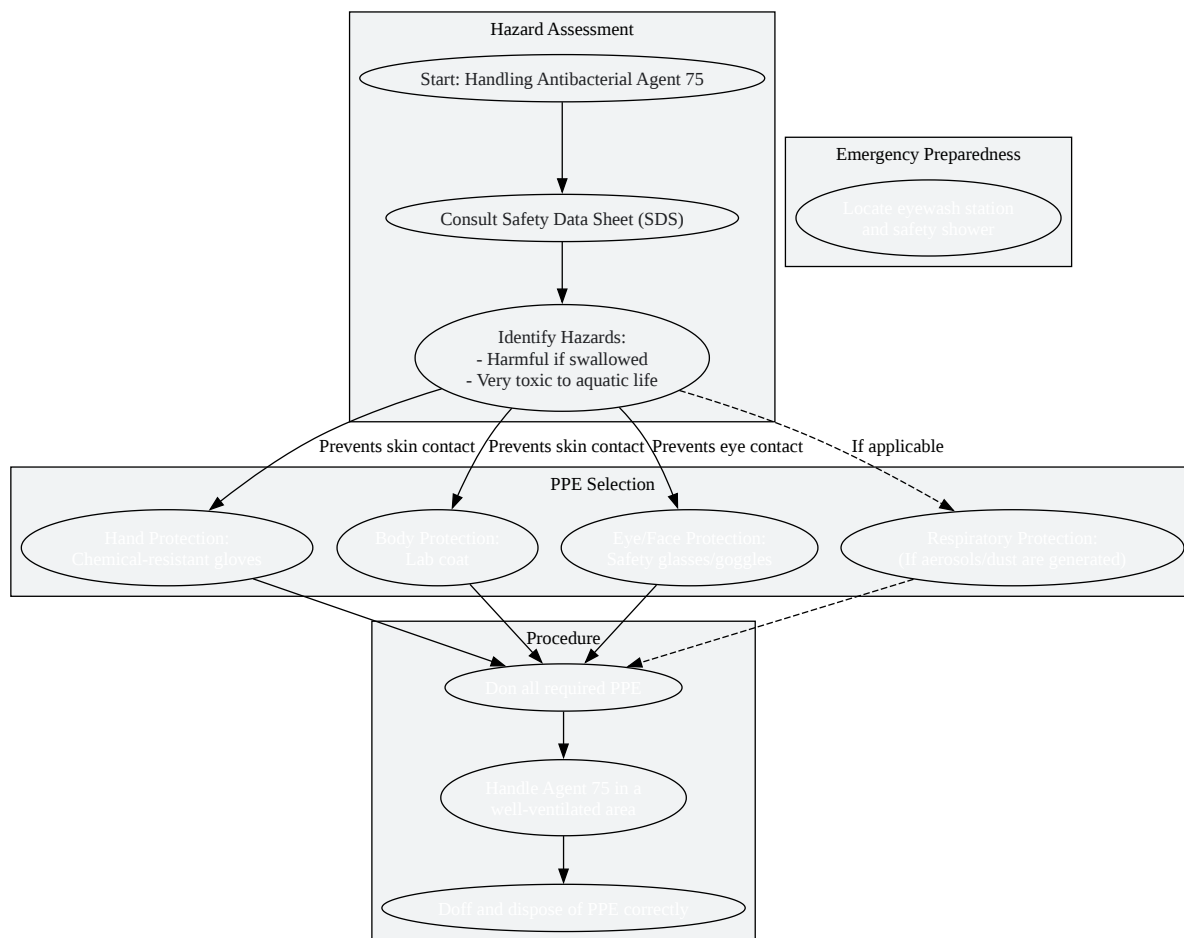 Hazard Assessment
Start: Handling Antibacterial Agent 75
Consult Safety Data Sheet (SDS)
Identify Hazards:
- Harmful if swallowed
- Very toxic to aquatic life
Emergency Preparedness
Locate eyewash station
and safety shower
Prevents skin contact
Prevents skin contact
Prevents eye contact
If applicable
PPE Selection
Hand Protection:
Chemical-resistant gloves
Body Protection:
Lab coat
Eye/Face Protection:
Safety glasses/goggles
Respiratory Protection:
(If aerosols/dust are generated)
Procedure
Don all required PPE
Handle Agent 75 in a
well-ventilated area
Doff and dispose of PPE correctly